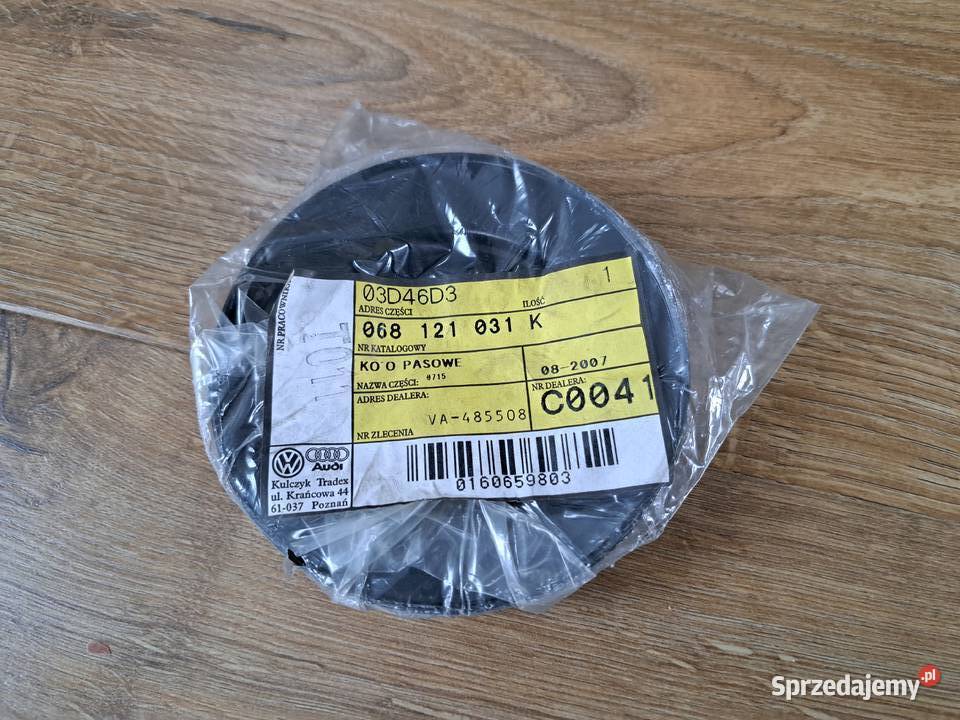 NR PRACOWNIKA
03D46D3
1
ADRES CZĘŚCI
ILOŚĆ
068 121 031 K
NR KATALOGOWY
KO O PASOWE
08-2007
NAZWA CZĘŚCI:
#715
NR DEALERA:
ADRES DEALERA:
C0041
VA-485508
NR ZLECENIA
Audi
Kulczyk Tradex
ul. Krańcowa 44
61-037 Poznań
0160659803
Sprzedajemy.pl